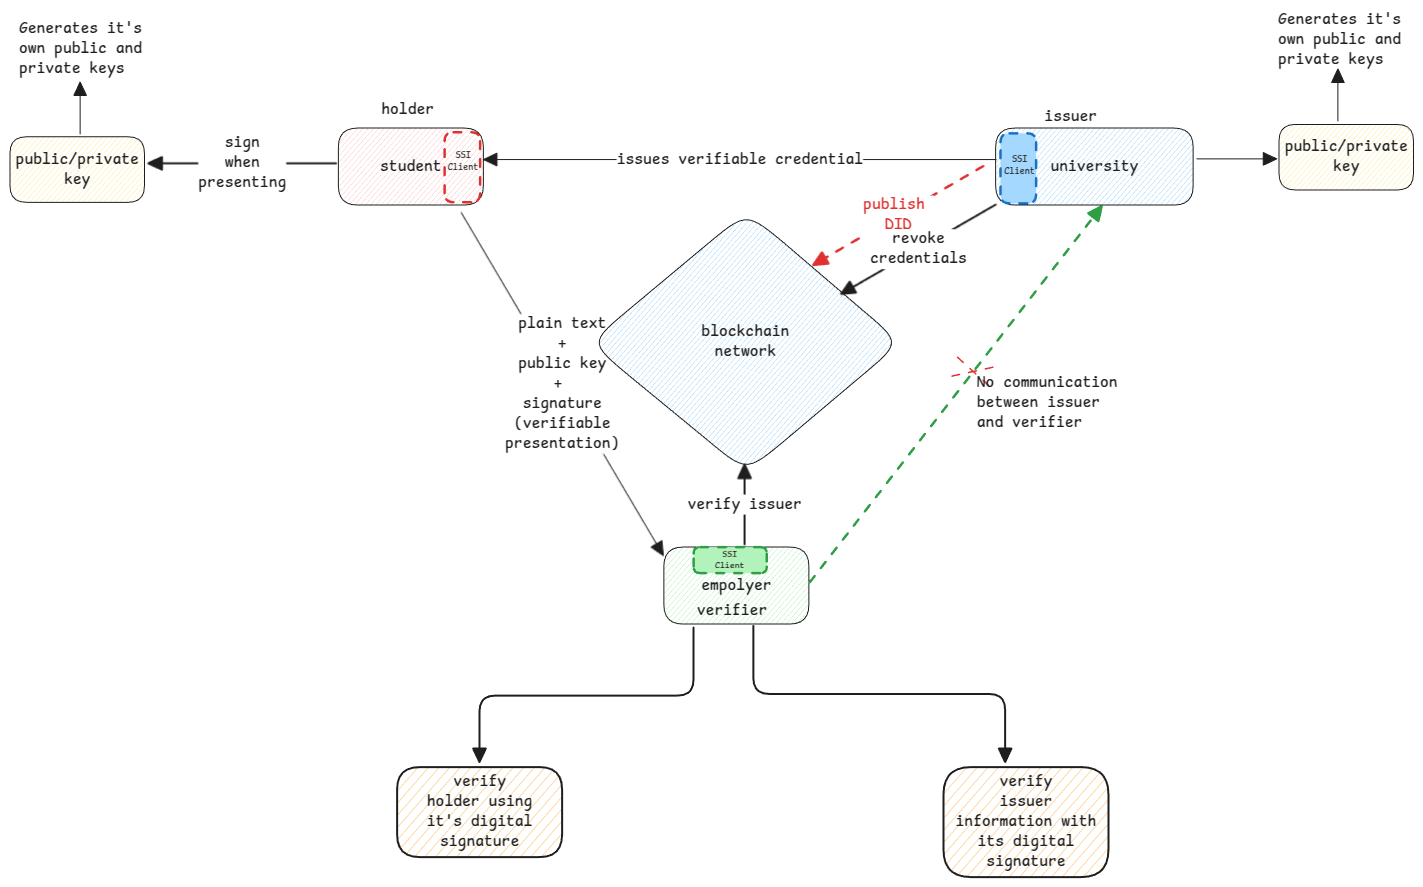 Generates it's
own public and
private keys
Generates it's
own public and
private keys
holder
issuer
public/private
key
sign
when
presenting
student
SSI
Client
issues verifiable credential
SSI
Client
university
public/private
key
publish
DID
revoke
credentials
plain text
+
public key
+
signature
(verifiable
presentation)
blockchain
network
No communication
between issuer
and verifier
verify issuer
SSI
Client
empolyer
verifier
verify
holder using
it's digital
signature
verify
issuer
information with
its digital
signature